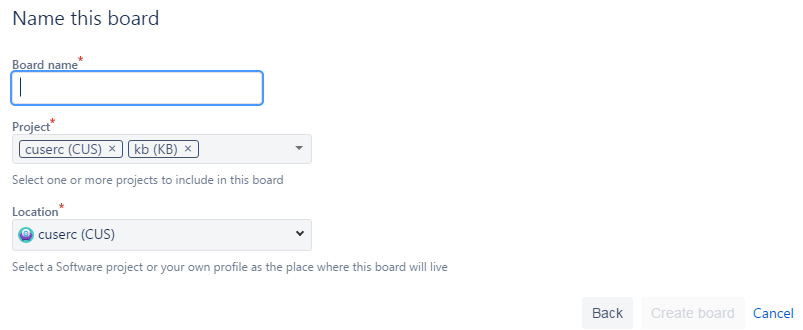 Name this board
Board name*
Project*
cuserc (CUS) × kb (KB) ×
Select one or more projects to include in this board
Location*
cuserc (CUS)
Select a Software project or your own profile as the place where this board will live
Back Create board Cancel